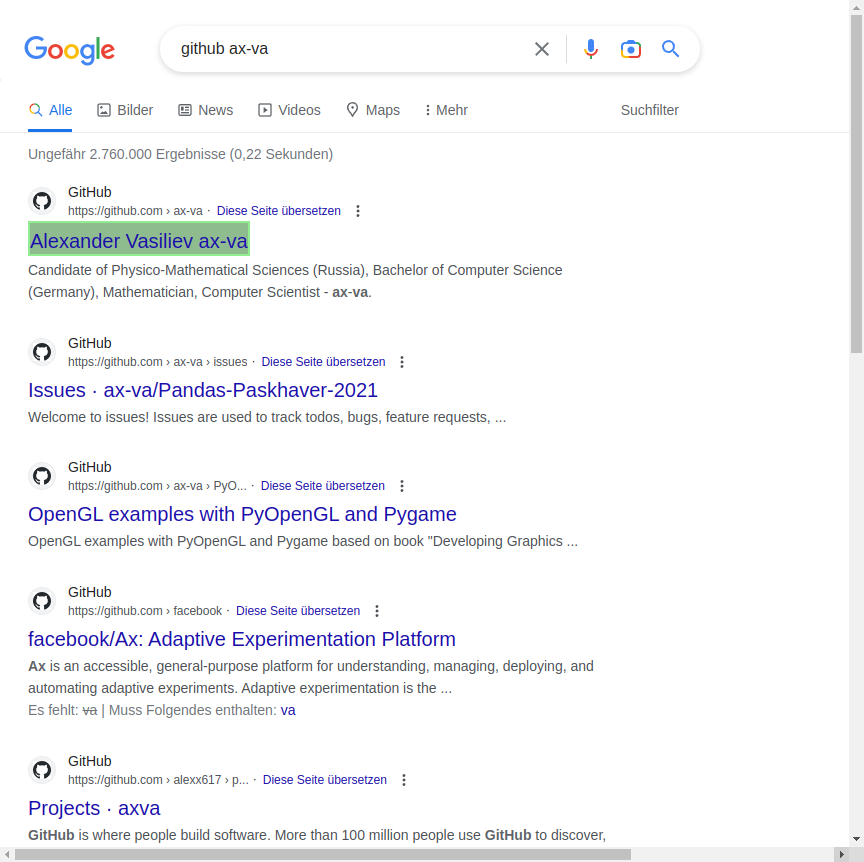 Google
github ax-va
Alle Bilder News Videos Maps Mehr Suchfilter
Ungefähr 2.760.000 Ergebnisse (0,22 Sekunden)
GitHub
https://github.com › ax-va · Diese Seite übersetzen
Alexander Vasiliev ax-va
Candidate of Physico-Mathematical Sciences (Russia), Bachelor of Computer Science
(Germany), Mathematician, Computer Scientist - ax-va.
GitHub
https://github.com › ax-va › issues · Diese Seite übersetzen
Issues · ax-va/Pandas-Paskhaver-2021
Welcome to issues! Issues are used to track todos, bugs, feature requests, ...
GitHub
https://github.com › ax-va › PyO... · Diese Seite übersetzen
OpenGL examples with PyOpenGL and Pygame
OpenGL examples with PyOpenGL and Pygame based on book "Developing Graphics ...
GitHub
https://github.com › facebook · Diese Seite übersetzen
facebook/Ax: Adaptive Experimentation Platform
Ax is an accessible, general-purpose platform for understanding, managing, deploying, and
automating adaptive experiments. Adaptive experimentation is the ...
Es fehlt: va | Muss Folgendes enthalten: va
GitHub
https://github.com › alexx617 › p... · Diese Seite übersetzen
Projects · axva
GitHub is where people build software. More than 100 million people use GitHub to discover,